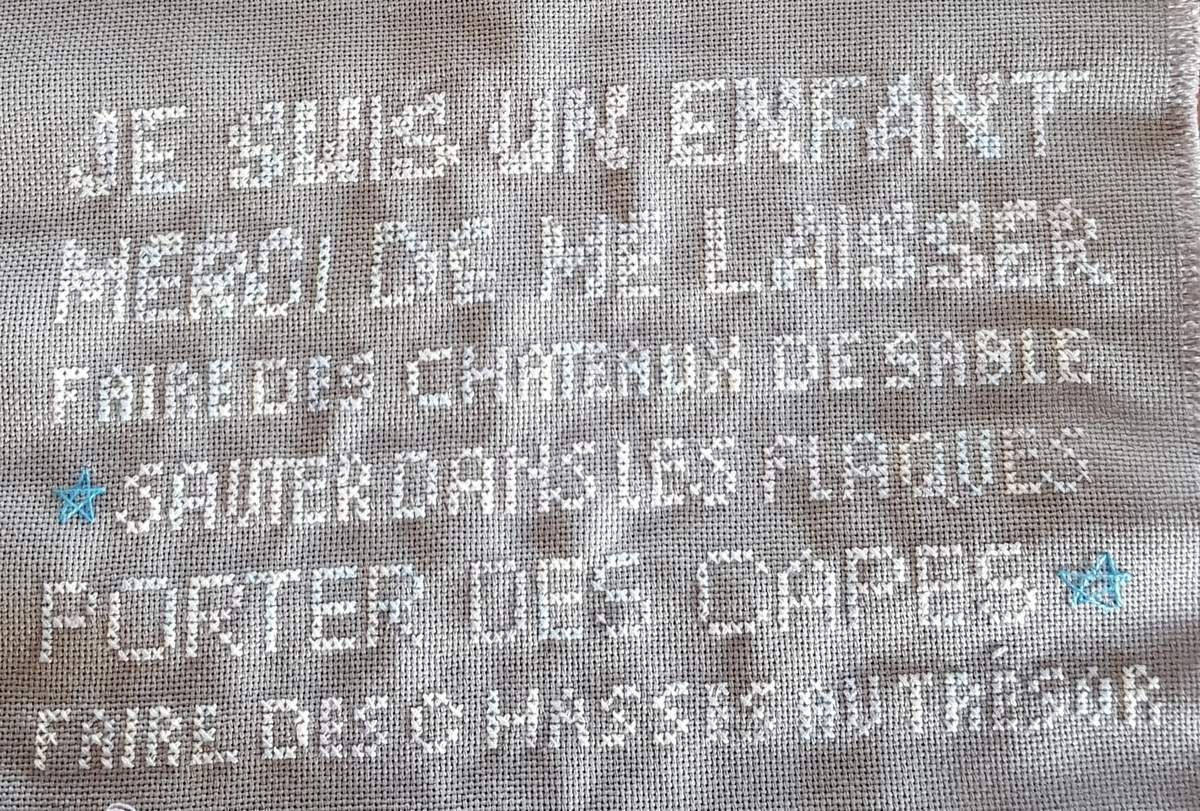 JE SUIS UN ENFANT
MERCI DE ME LAISSER
FAIRE DES CHATEAUX DE SABLE
SAUTER DANS LES FLAQUES
PORTER DES CAPES
FAIRE DES CHASSES AU TRÉSOR